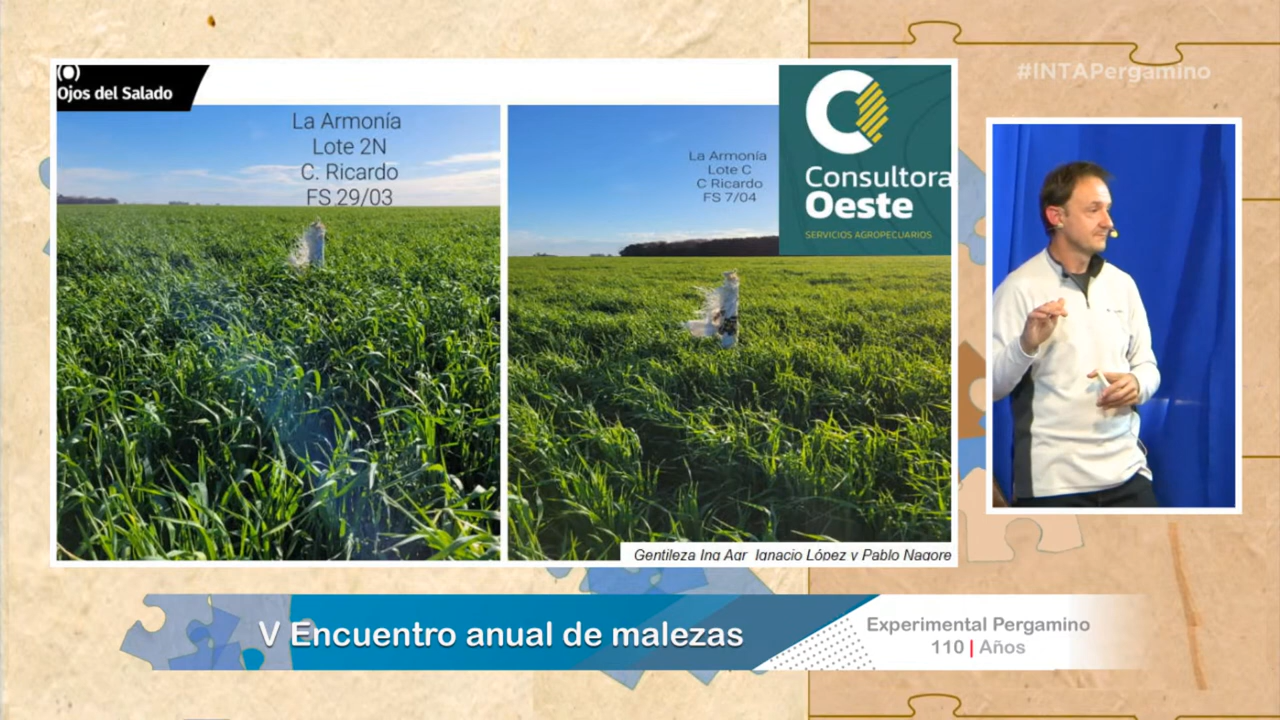 #INTAPergamino
Ojos del Salado
La Armonía
Lote 2N
C. Ricardo
FS 29/03
La Armonía
Lote C
C Ricardo
FS 7/04
Consultora
Oeste
SERVICIOS AGROPECUARIOS
Gentileza Ing Agr Ignacio López y Pablo Nagore
V Encuentro anual de malezas
Experimental Pergamino
110 | Años